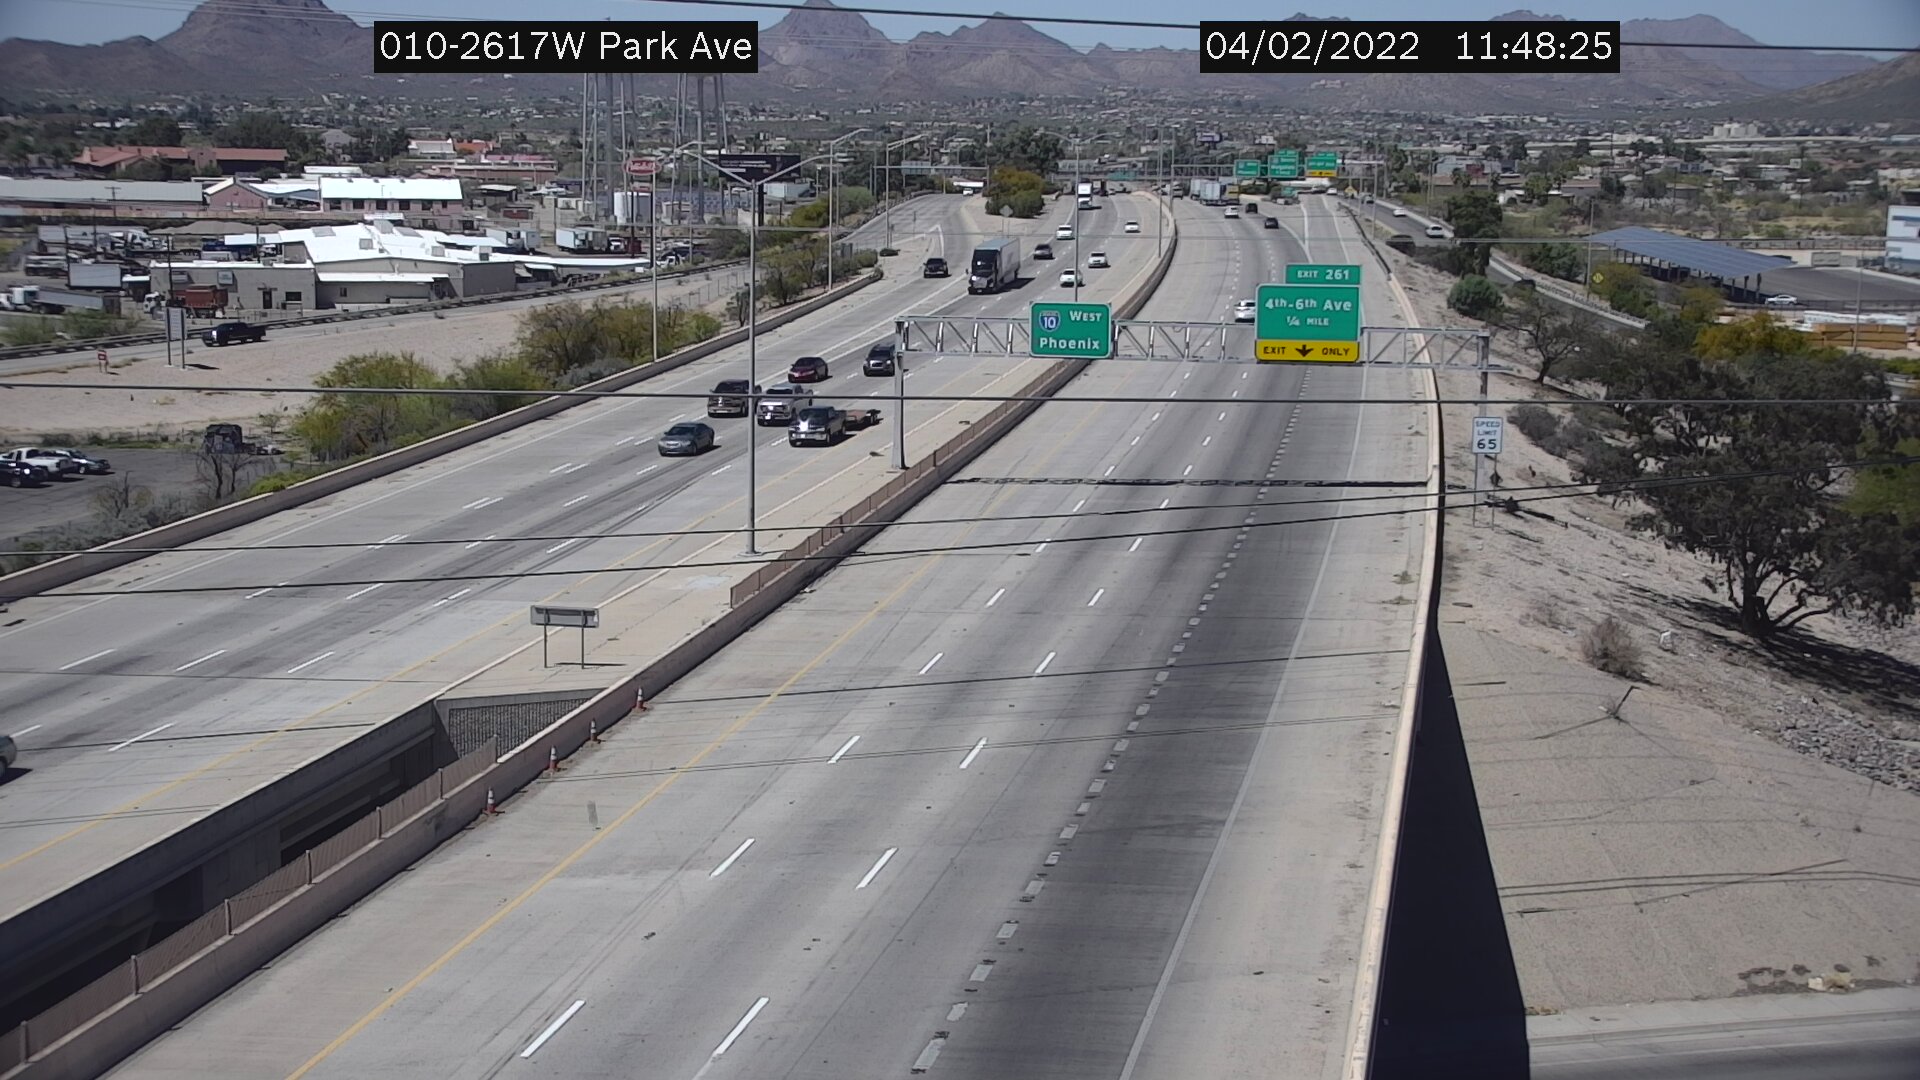 010-2617W Park Ave
04/02/2022 11:48:25
EXIT 261
4th-6th Ave
1/4 MILE
EXIT ONLY
10
WEST
Phoenix
SPEED
LIMIT
65